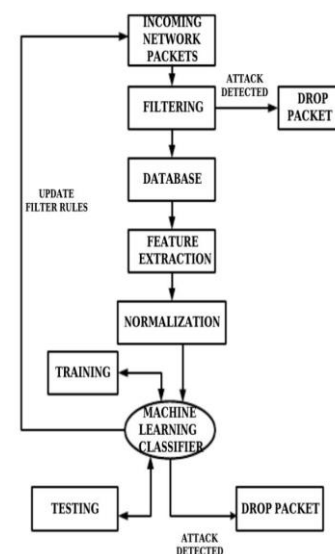 INCOMING
NETWORK
PACKETS
ATTACK
DETECTED
FILTERING
DROP
PACKET
DATABASE
UPDATE
FILTER RULES
FEATURE
EXTRACTION
NORMALIZATION
TRAINING
MACHINE
LEARNING
CLASSIFIER
TESTING
DROP PACKET
ATTACK
DETECTED